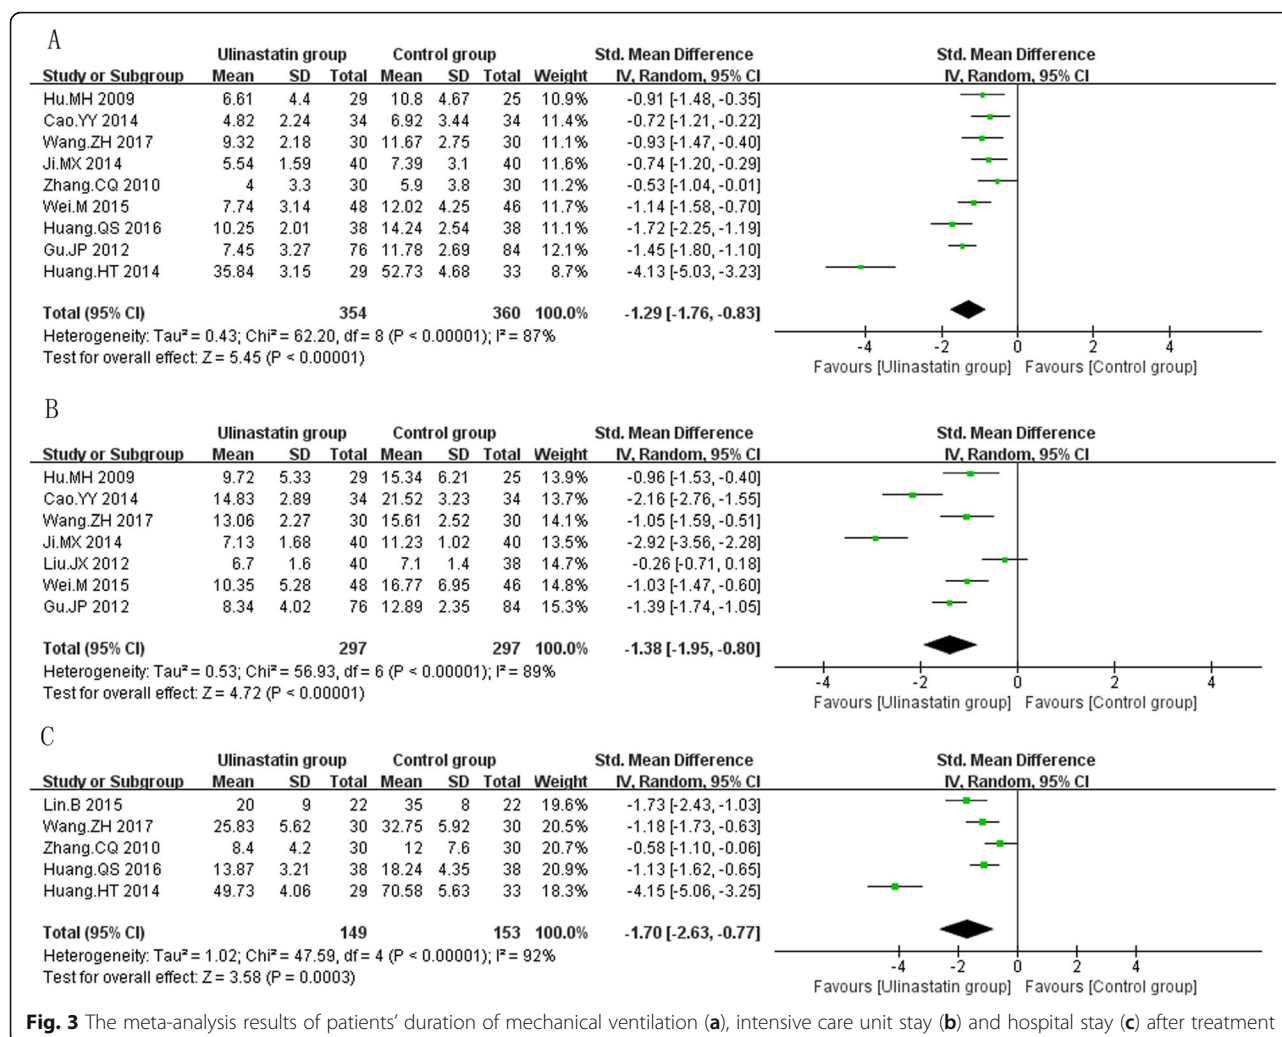 A
Ulinastatin group Control group Std. Mean Difference Std. Mean Difference
Study or Subgroup Mean SD Total Mean SD Total Weight IV, Random, 95% CI IV, Random, 95% CI
Hu.MH 2009 6.61 4.4 29 10.8 4.67 25 10.9% -0.91 [-1.48, -0.35]
Cao.YY 2014 4.82 2.24 34 6.92 3.44 34 11.4% -0.72 [-1.21, -0.22]
Wang.ZH 2017 9.32 2.18 30 11.67 2.75 30 11.1% -0.93 [-1.47, -0.40]
Ji.MX 2014 5.54 1.59 40 7.39 3.1 40 11.6% -0.74 [-1.20, -0.29]
Zhang.CQ 2010 4 3.3 30 5.9 3.8 30 11.2% -0.53 [-1.04, -0.01]
Wei.M 2015 7.74 3.14 48 12.02 4.25 46 11.7% -1.14 [-1.58, -0.70]
Huang.QS 2016 10.25 2.01 38 14.24 2.54 38 11.1% -1.72 [-2.25, -1.19]
Gu.JP 2012 7.45 3.27 76 11.78 2.69 84 12.1% -1.45 [-1.80, -1.10]
Huang.HT 2014 35.84 3.15 29 52.73 4.68 33 8.7% -4.13 [-5.03, -3.23]
Total (95% CI) 354 360 100.0% -1.29 [-1.76, -0.83]
Heterogeneity: Tau² = 0.43; Chi² = 62.20, df = 8 (P < 0.00001); I² = 87%
Test for overall effect: Z = 5.45 (P < 0.00001)
-4 -2 0 2 4
Favours [Ulinastatin group] Favours [Control group]
B
Ulinastatin group Control group Std. Mean Difference Std. Mean Difference
Study or Subgroup Mean SD Total Mean SD Total Weight IV, Random, 95% CI IV, Random, 95% CI
Hu.MH 2009 9.72 5.33 29 15.34 6.21 25 13.9% -0.96 [-1.53, -0.40]
Cao.YY 2014 14.83 2.89 34 21.52 3.23 34 13.7% -2.16 [-2.76, -1.55]
Wang.ZH 2017 13.06 2.27 30 15.61 2.52 30 14.1% -1.05 [-1.59, -0.51]
Ji.MX 2014 7.13 1.68 40 11.23 1.02 40 13.5% -2.92 [-3.56, -2.28]
Liu.JX 2012 6.7 1.6 40 7.1 1.4 38 14.7% -0.26 [-0.71, 0.18]
Wei.M 2015 10.35 5.28 48 16.77 6.95 46 14.8% -1.03 [-1.47, -0.60]
Gu.JP 2012 8.34 4.02 76 12.89 2.35 84 15.3% -1.39 [-1.74, -1.05]
Total (95% CI) 297 297 100.0% -1.38 [-1.95, -0.80]
Heterogeneity: Tau² = 0.53; Chi² = 56.93, df = 6 (P < 0.00001); I² = 89%
Test for overall effect: Z = 4.72 (P < 0.00001)
-4 -2 0 2 4
Favours [Ulinastatin group] Favours [Control group]
C
Ulinastatin group Control group Std. Mean Difference Std. Mean Difference
Study or Subgroup Mean SD Total Mean SD Total Weight IV, Random, 95% CI IV, Random, 95% CI
Lin.B 2015 20 9 22 35 8 22 19.6% -1.73 [-2.43, -1.03]
Wang.ZH 2017 25.83 5.62 30 32.75 5.92 30 20.5% -1.18 [-1.73, -0.63]
Zhang.CQ 2010 8.4 4.2 30 12 7.6 30 20.7% -0.58 [-1.10, -0.06]
Huang.QS 2016 13.87 3.21 38 18.24 4.35 38 20.9% -1.13 [-1.62, -0.65]
Huang.HT 2014 49.73 4.06 29 70.58 5.63 33 18.3% -4.15 [-5.06, -3.25]
Total (95% CI) 149 153 100.0% -1.70 [-2.63, -0.77]
Heterogeneity: Tau² = 1.02; Chi² = 47.59, df = 4 (P < 0.00001); I² = 92%
Test for overall effect: Z = 3.58 (P = 0.0003)
-4 -2 0 2 4
Favours [Ulinastatin group] Favours [Control group]
Fig. 3 The meta-analysis results of patients' duration of mechanical ventilation (a), intensive care unit stay (b) and hospital stay (c) after treatment